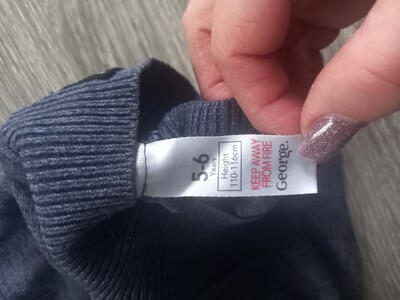 George.
KEEP AWAY
FROM FIRE
Height
110-116cm
5-6
Years